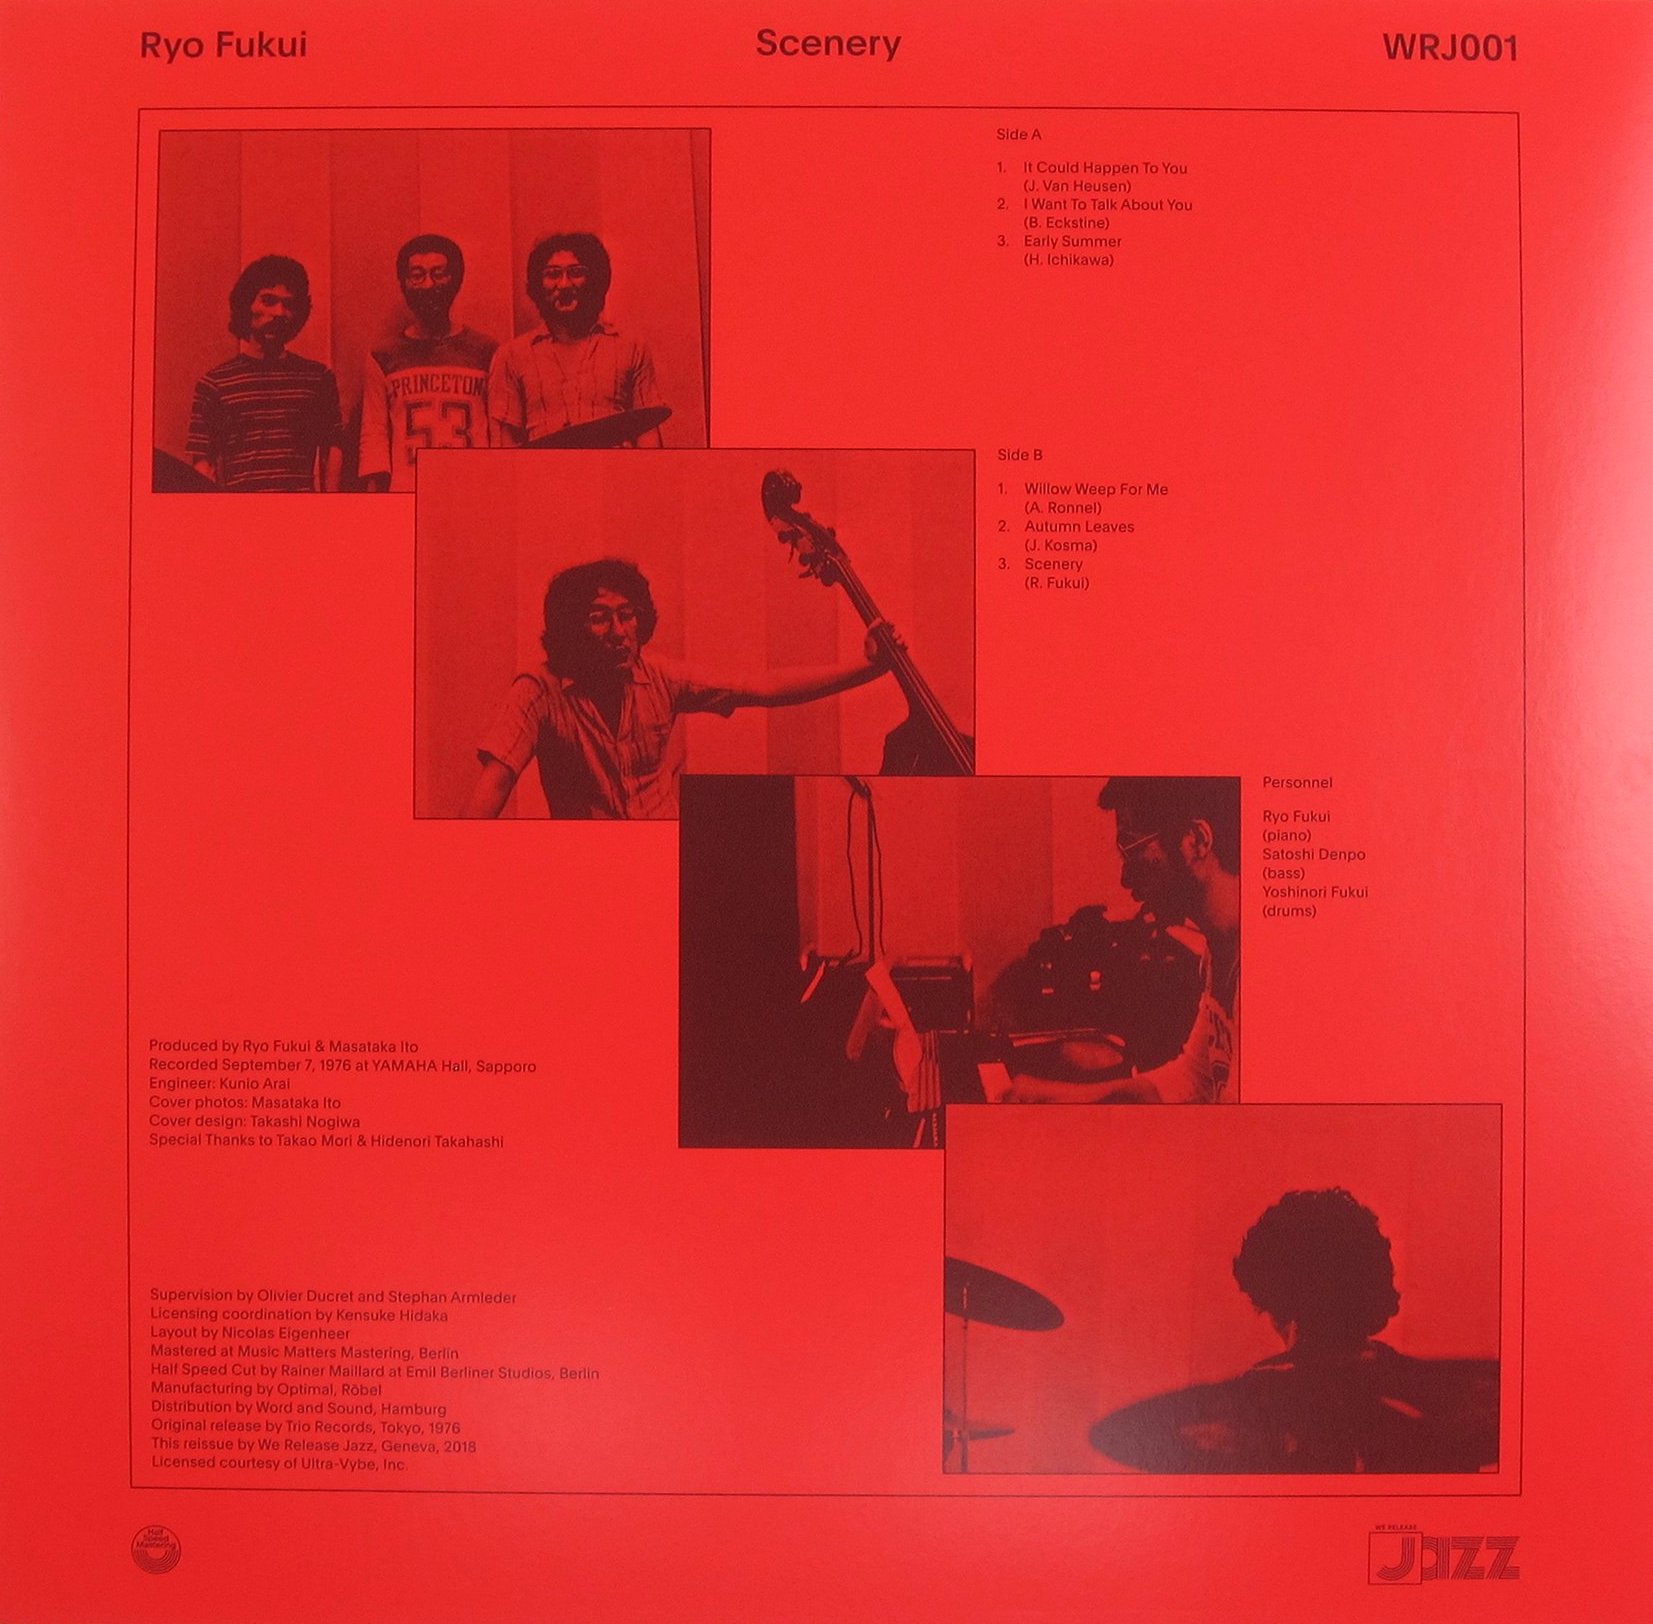 Ryo Fukui
Scenery
WRJ001
Side A
1. It Could Happen To You
(J. Van Heusen)
2. I Want To Talk About You
(B. Eckstine)
3. Early Summer
(H. Ichikawa)
PRINCETON
53
Side B
1. Willow Weep For Me
(A. Ronnel)
2. Autumn Leaves
(J. Kosma)
3. Scenery
(R. Fukui)
Personnel
Ryo Fukui
(piano)
Satoshi Denpo
(bass)
Yoshinori Fukui
(drums)
Produced by Ryo Fukui & Masataka Ito
Recorded September 7, 1976 at YAMAHA Hall, Sapporo
Engineer: Kunio Arai
Cover photos: Masataka Ito
Cover design: Takashi Nogiwa
Special Thanks to Takao Mori & Hidenori Takahashi
Supervision by Olivier Ducret and Stephan Armleder
Licensing coordination by Kensuke Hidaka
Layout by Nicolas Eigenheer
Mastered at Music Matters Mastering, Berlin
Half Speed Cut by Rainer Maillard at Emil Berliner Studios, Berlin
Manufacturing by Optimal, Röbel
Distribution by Word and Sound, Hamburg
Original release by Trio Records, Tokyo, 1976
This reissue by We Release Jazz, Geneva, 2018
Licensed courtesy of Ultra-Vybe, Inc.
Half
Speed
Mastering
WE RELEASE
Jazz